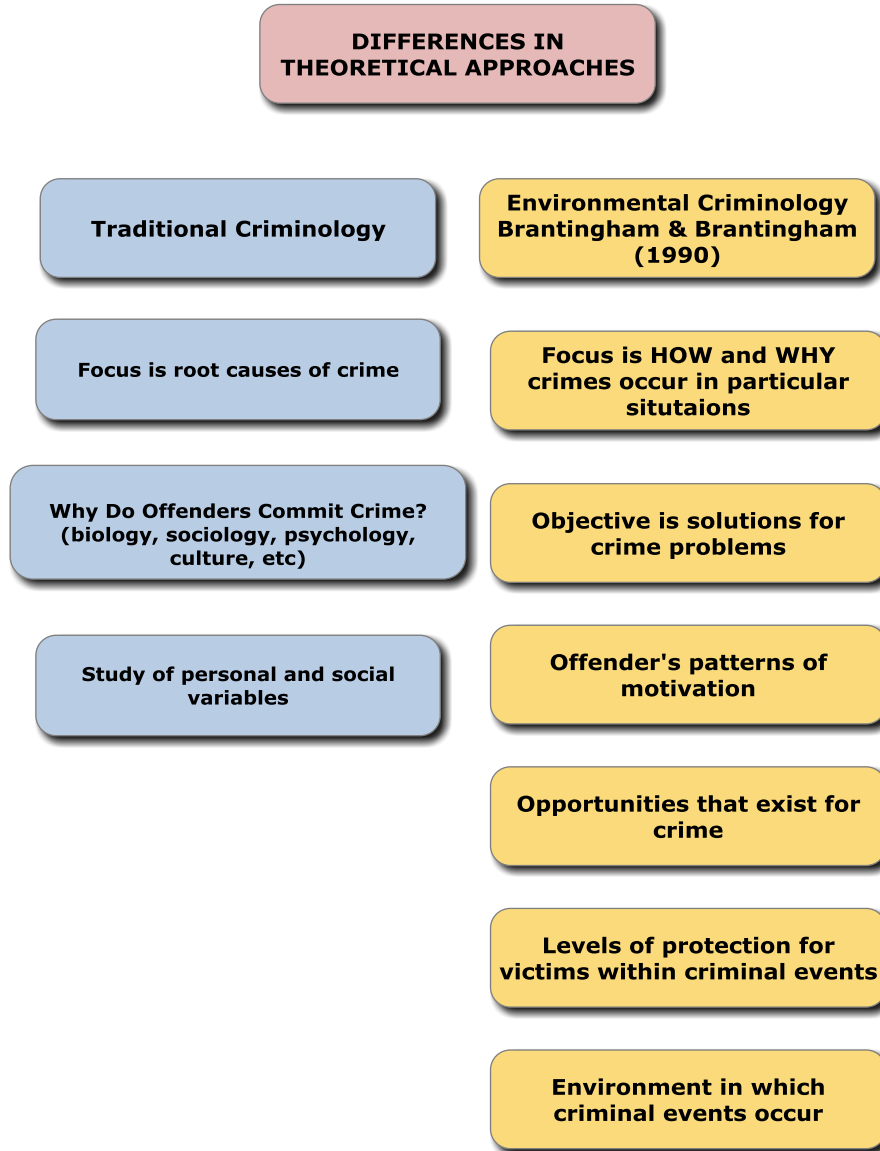 DIFFERENCES IN
THEORETICAL APPROACHES
Traditional Criminology
Focus is root causes of crime
Why Do Offenders Commit Crime?
(biology, sociology, psychology,
culture, etc)
Study of personal and social
variables
Environmental Criminology
Brantingham & Brantingham
(1990)
Focus is HOW and WHY
crimes occur in particular
situtaions
Objective is solutions for
crime problems
Offender's patterns of
motivation
Opportunities that exist for
crime
Levels of protection for
victims within criminal events
Environment in which
criminal events occur